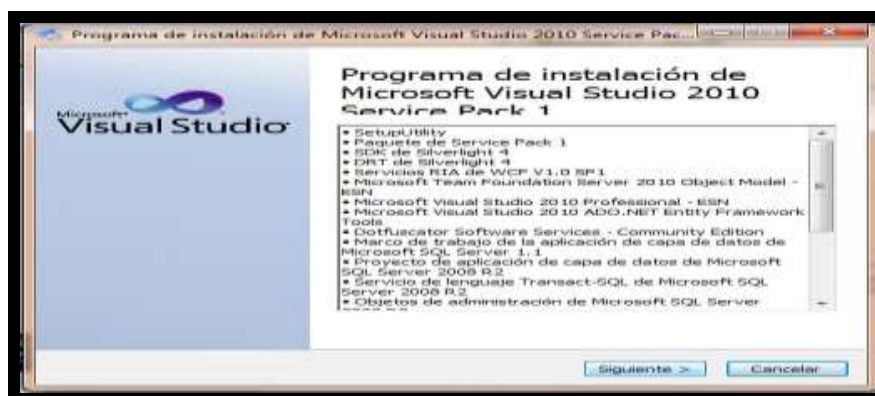 Programa de instalación de Microsoft Visual Studio 2010 Service Pac...
Microsoft
Visual Studio
Programa de instalación de
Microsoft Visual Studio 2010
Service Pack 1
• SetupUtility
• Paquete de Service Pack 1
• SDK de Silverlight 4
• DRT de Silverlight 4
• Servicios RIA de WCF V1.0 SP1
• Microsoft Team Foundation Server 2010 Object Model -
ESN
• Microsoft Visual Studio 2010 Professional - ESN
• Microsoft Visual Studio 2010 ADO.NET Entity Framework
Tools
• Dotfuscator Software Services - Community Edition
• Marco de trabajo de la aplicación de capa de datos de
Microsoft SQL Server 1.1
• Proyecto de aplicación de capa de datos de Microsoft
SQL Server 2008 R2
• Servicio de lenguaje Transact-SQL de Microsoft SQL
Server 2008 R2
• Objetos de administración de Microsoft SQL Server
Siguiente >
Cancelar